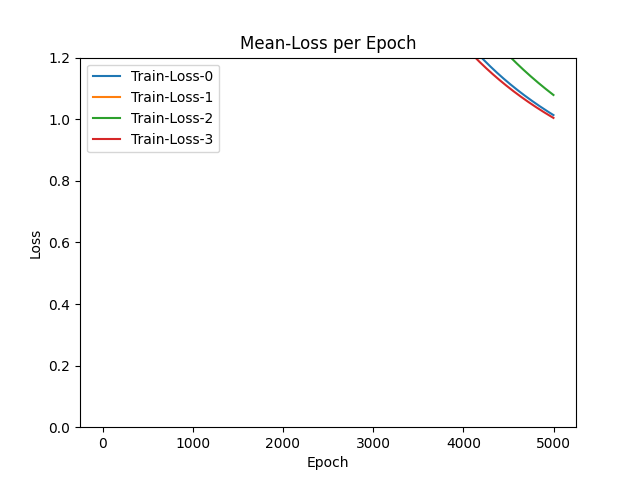 Mean-Loss per Epoch
Train-Loss-0
Train-Loss-1
Train-Loss-2
Train-Loss-3
1.2
1.0
0.8
0.6
0.4
0.2
0.0
Loss
0 1000 2000 3000 4000 5000
Epoch